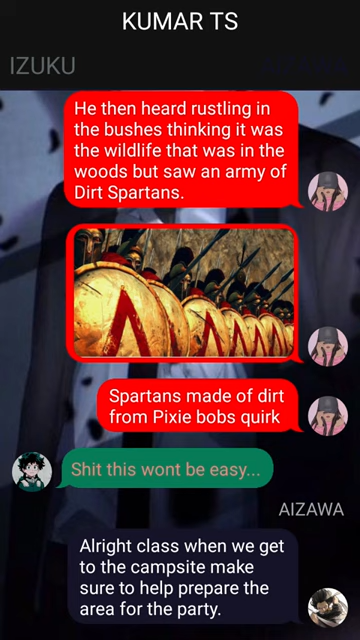 KUMAR TS
IZUKU
He then heard rustling in
the bushes thinking it was
the wildlife that was in the
woods but saw an army of
Dirt Spartans.
Spartans made of dirt
from Pixie bobs quirk
Shit this wont be easy...
AIZAWA
Alright class when we get
to the campsite make
sure to help prepare the
area for the party.